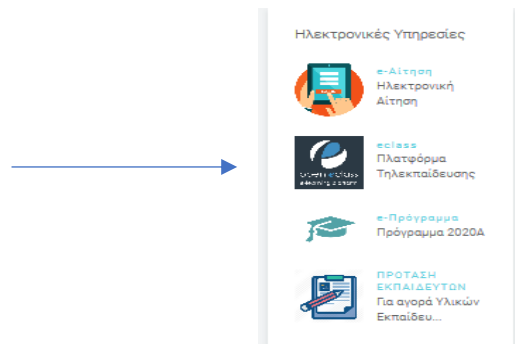 Ηλεκτρονικές Υπηρεσίες
e-Αίτηση
Ηλεκτρονική
Αίτηση
eclass
Πλατφόρμα
Τηλεκπαίδευσης
e-Πρόγραμμα
Πρόγραμμα 2020Α
ΠΡΟΤΑΣΗ
ΕΚΠΑΙΔΕΥΤΩΝ
Για αγορά Υλικών
Εκπαίδευ...